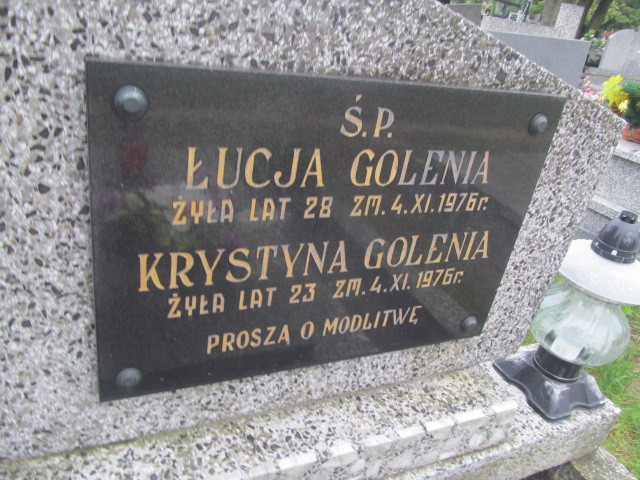 Ś.P.
ŁUCJA GOLENIA
ŻYŁA LAT 28 ZM. 4.XI.1976r.
KRYSTYNA GOLENIA
ŻYŁA LAT 23 ZM. 4.XI.1976r.
PROSZĄ O MODLITWĘ